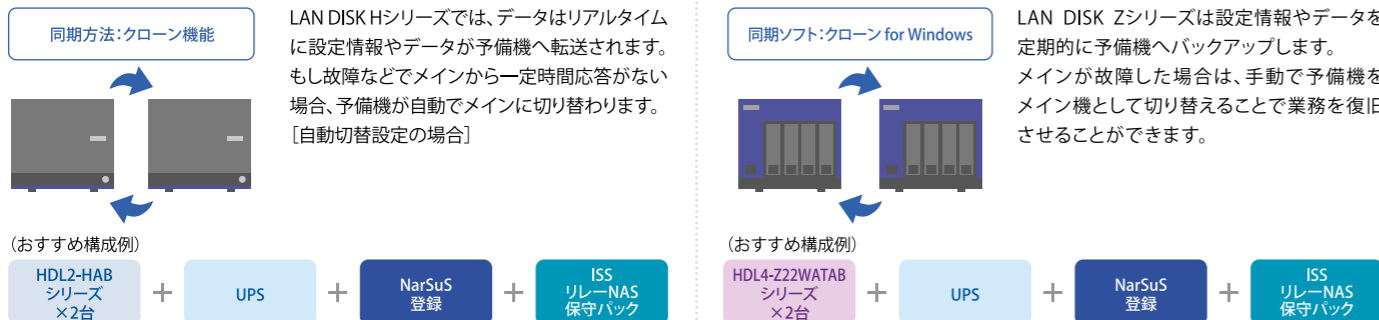 同期方法:クローン機能
LAN DISK Hシリーズでは、データはリアルタイム
に設定情報やデータが予備機へ転送されます。
もし故障などでメインから一定時間応答がない
場合、予備機が自動でメインに切り替わります。
[自動切替設定の場合]
(おすすめ構成例)
HDL2-HAB
シリーズ
×2台
+
UPS
+
NarSuS
登録
+
ISS
リレーNAS
保守パック
同期ソフト:クローン for Windows
LAN DISK Zシリーズは設定情報やデータを
定期的に予備機へバックアップします。
メインが故障した場合は、手動で予備機を
メイン機として切り替えることで業務を復旧
させることができます。
(おすすめ構成例)
HDL4-Z22WATAB
シリーズ
×2台
+
UPS
+
NarSuS
登録
+
ISS
リレーNAS
保守パック